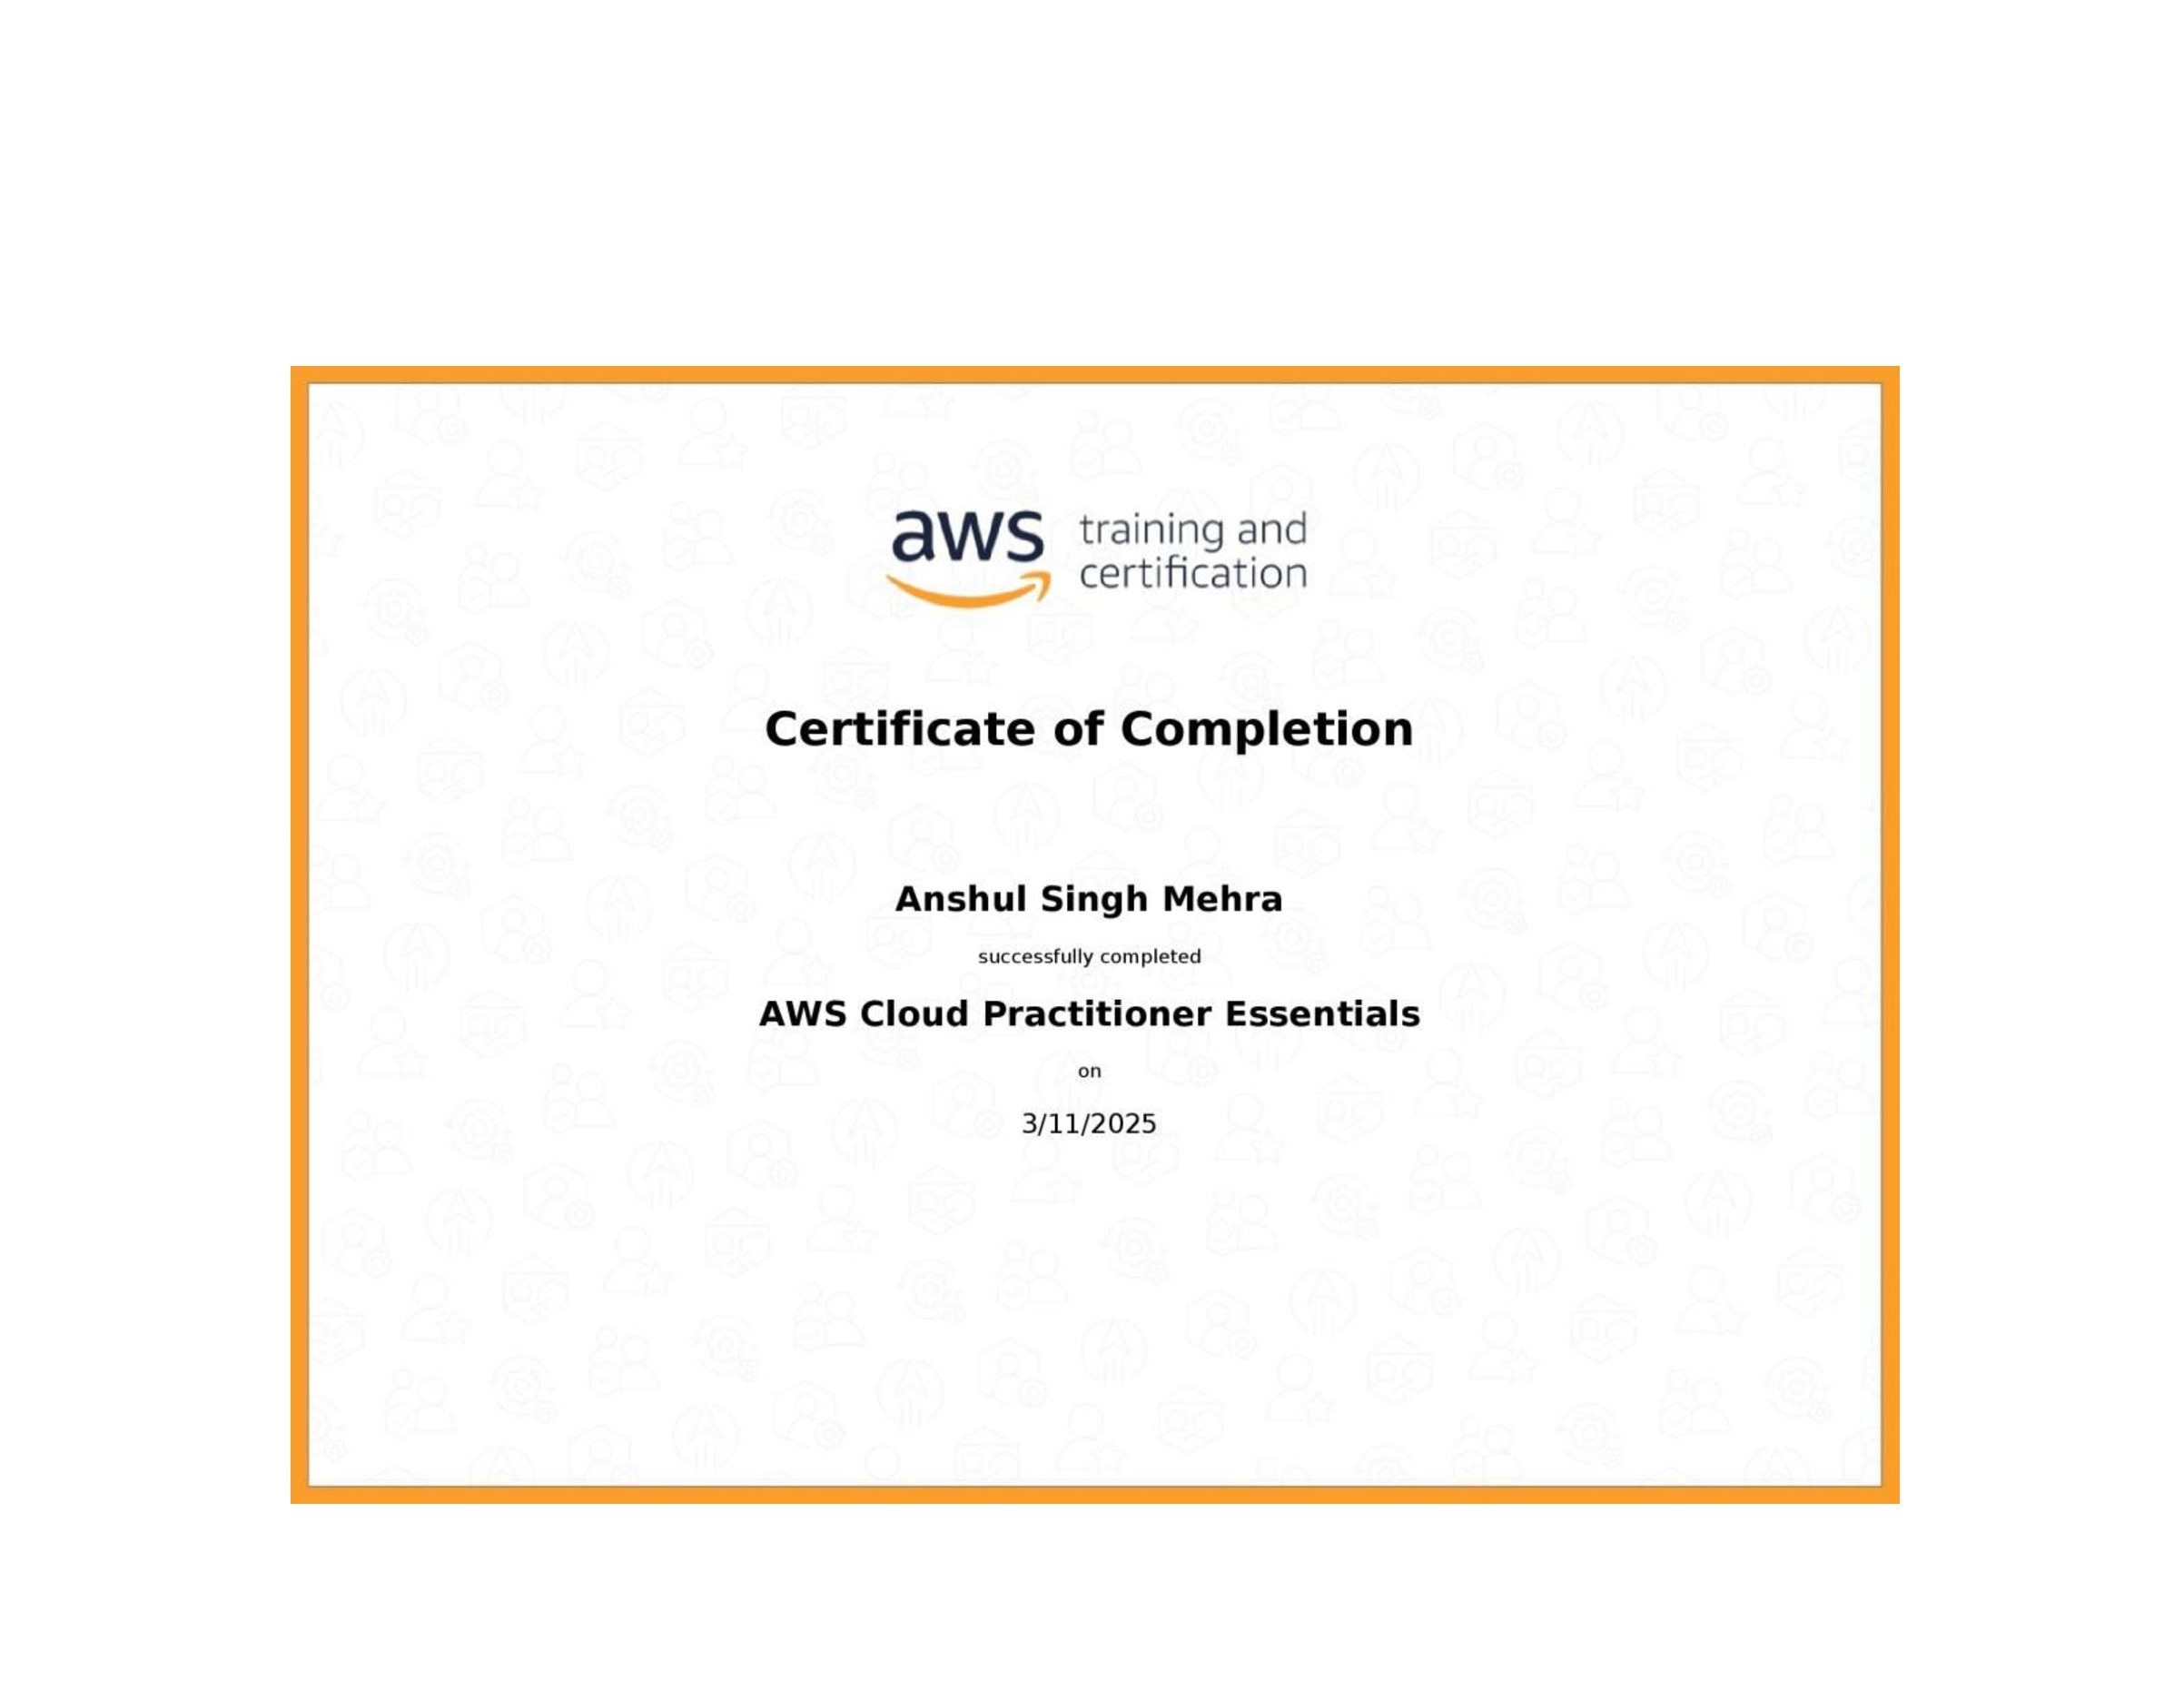 aws training and
certification
Certificate of Completion
Anshul Singh Mehra
successfully completed
AWS Cloud Practitioner Essentials
on
3/11/2025